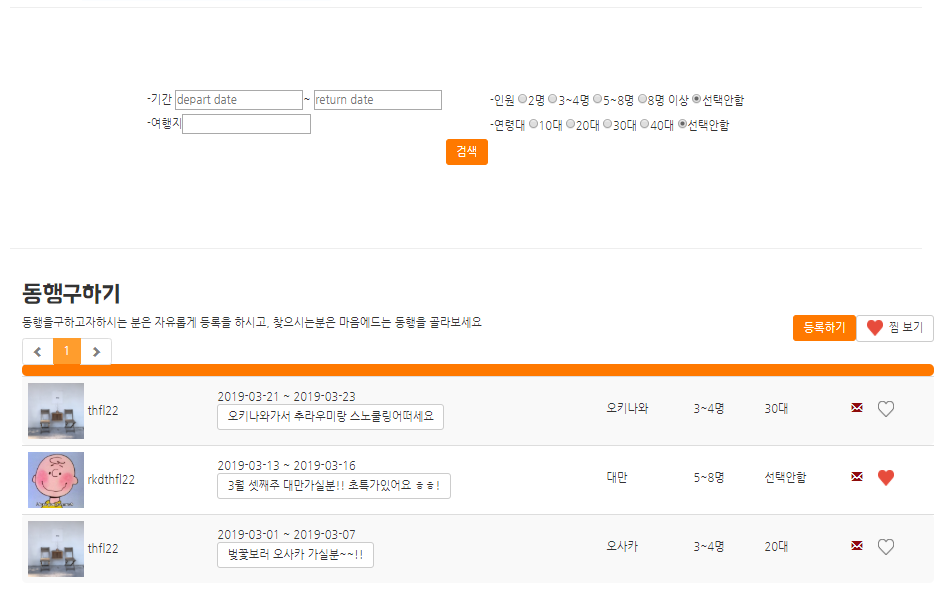 -기간 depart date ~ return date -인원 2명 3~4명 5~8명 8명 이상 선택안함
-여행지 -연령대 10대 20대 30대 40대 선택안함
검색
동행구하기
동행을구하고자하시는 분은 자유롭게 등록을 하시고, 찾으시는분은 마음에드는 동행을 골라보세요
등록하기 찜 보기
1
2019-03-21 ~ 2019-03-23
thfl22 오키나와가서 추라우미랑 스노쿨링어떠세요 오키나와 3~4명 30대
2019-03-13 ~ 2019-03-16
rkdthfl22 3월 셋째주 대만가실분!! 초특가있어요 ㅎㅎ! 대만 5~8명 선택안함
2019-03-01 ~ 2019-03-07
thfl22 벚꽃보러 오사카 가실분~~!! 오사카 3~4명 20대